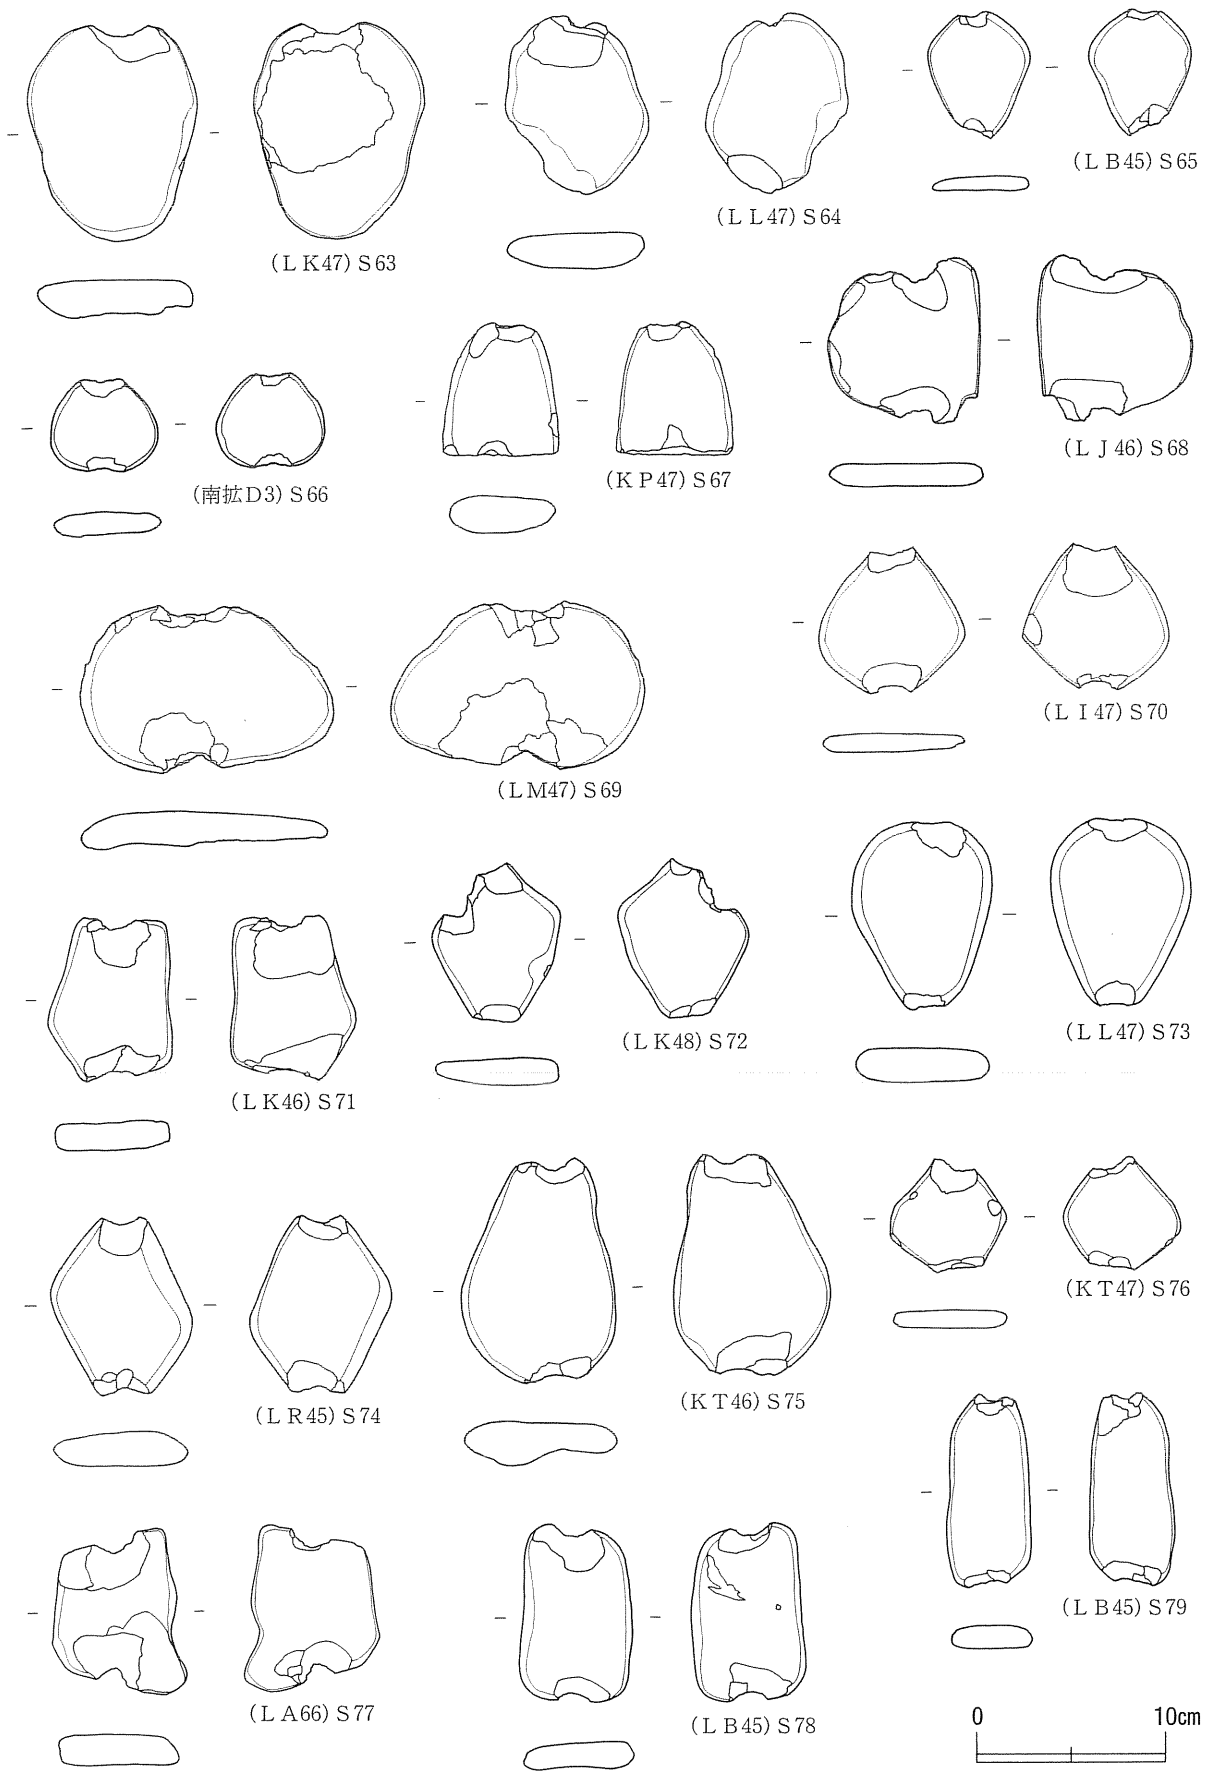 (LK47) S63
(LL47) S64
(LB45) S65
(南拡D3) S66
(KP47) S67
(LJ46) S68
(LM47) S69
(LI47) S70
(LK46) S71
(LK48) S72
(LL47) S73
(LR45) S74
(KT46) S75
(KT47) S76
(LA66) S77
(LB45) S78
(LB45) S79
0 10cm